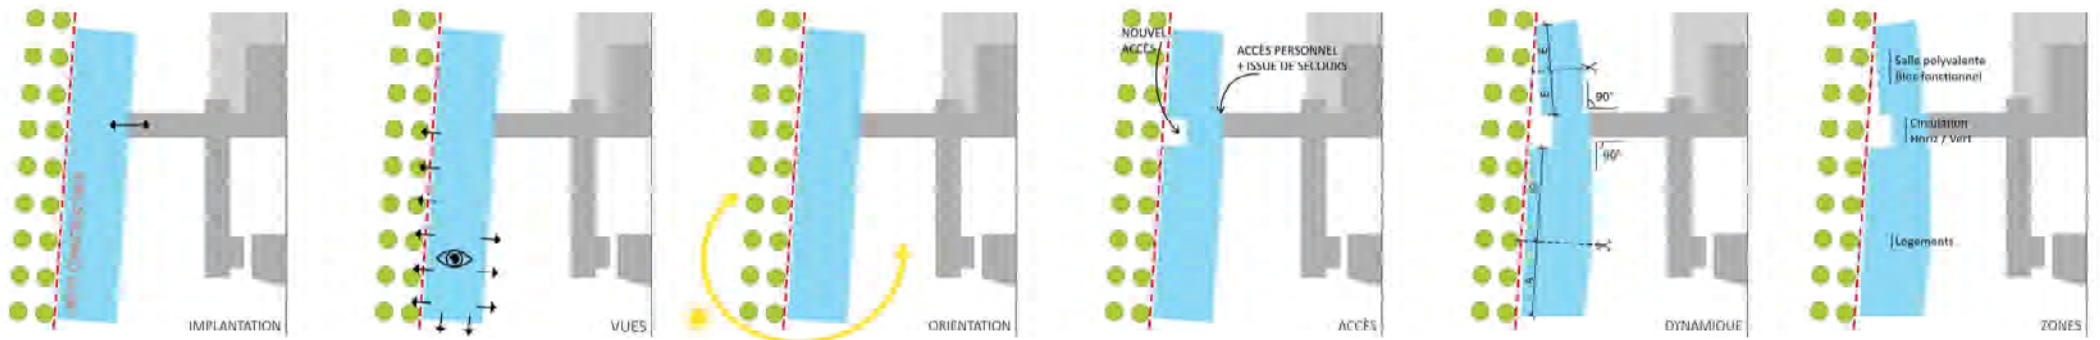 IMPLANTATION
VUES
ORIENTATION
NOUVEL
ACCÈS
ACCÈS PERSONNEL
+ ISSUE DE SECOURS
ACCÈS
E
E
90°
90°
A
DYNAMIQUE
Salle polyvalente
Bloc fonctionnel
Circulation
Horiz / Vert
Logements
ZONES